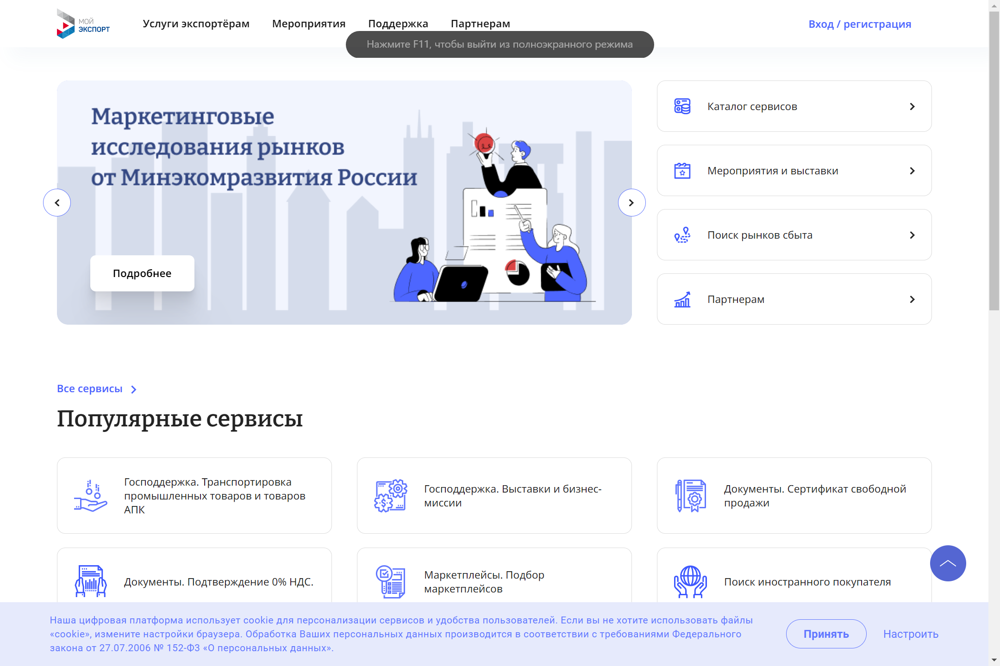 МОЙ
ЭКСПОРТ
Услуги экспортёрам
Мероприятия
Поддержка
Партнерам
Вход / регистрация
Нажмите F11, чтобы выйти из полноэкранного режима
Маркетинговые
исследования рынков
от Минэкомразвития России
Подробнее
Каталог сервисов
Мероприятия и выставки
Поиск рынков сбыта
Партнерам
Все сервисы
Популярные сервисы
Господдержка. Транспортировка
промышленных товаров и товаров
АПК
Господдержка. Выставки и бизнес-
миссии
Документы. Сертификат свободной
продажи
Документы. Подтверждение 0% НДС.
Маркетплейсы. Подбор
маркетплейсов
Поиск иностранного покупателя
Наша цифровая платформа использует cookie для персонализации сервисов и удобства пользователей. Если вы не хотите использовать файлы
«cookie», измените настройки браузера. Обработка Ваших персональных данных производится в соответствии с требованиями Федерального
закона от 27.07.2006 № 152-ФЗ «О персональных данных».
Принять
Настроить